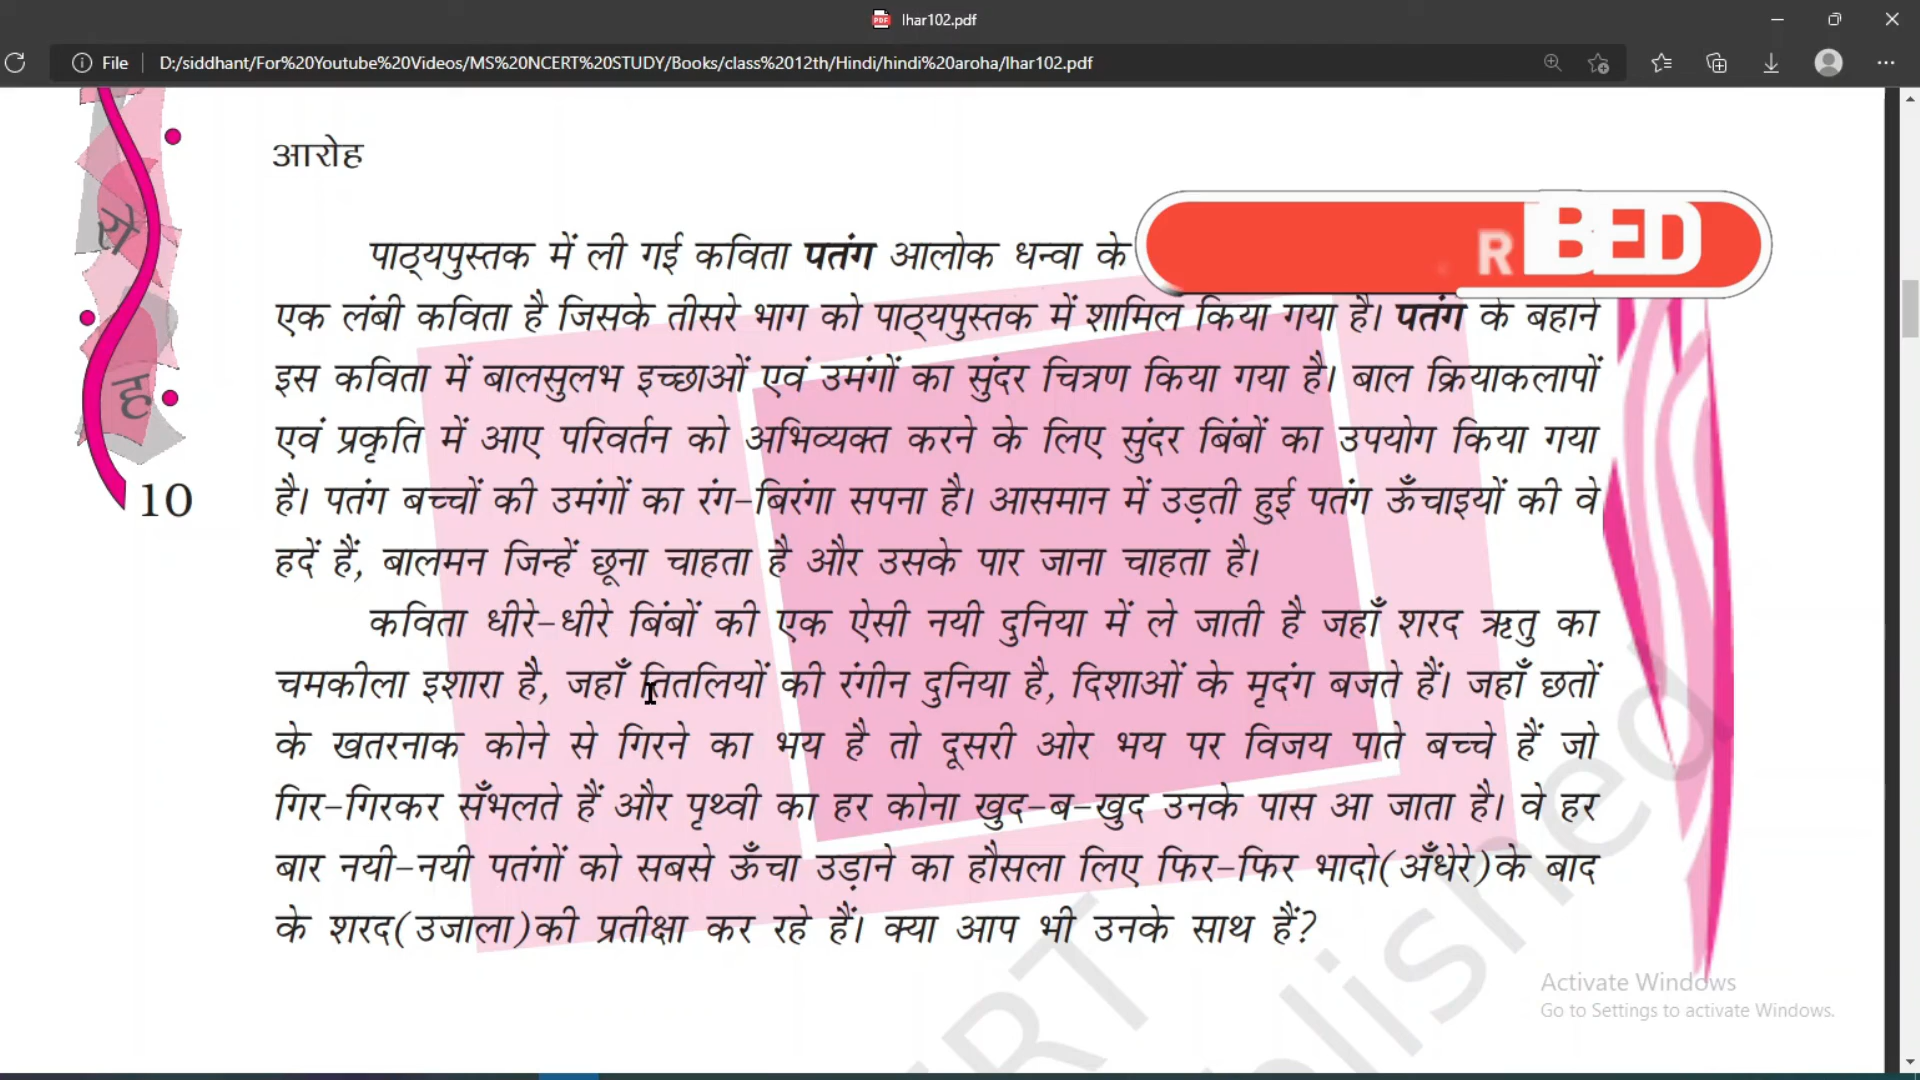 lhar102.pdf
File D:/siddhant/For%20Youtube%20Videos/MS%20NCERT%20STUDY/Books/class%2012th/Hindi/hindi%20aroha/lhar102.pdf
आरोह
रो
ह
10
R BED
पाठ्यपुस्तक में ली गई कविता पतंग आलोक धन्वा के
एक लंबी कविता है जिसके तीसरे भाग को पाठ्यपुस्तक में शामिल किया गया है। पतंग के बहाने
इस कविता में बालसुलभ इच्छाओं एवं उमंगों का सुंदर चित्रण किया गया है। बाल क्रियाकलापों
एवं प्रकृति में आए परिवर्तन को अभिव्यक्त करने के लिए सुंदर बिंबों का उपयोग किया गया
है। पतंग बच्चों की उमंगों का रंग-बिरंगा सपना है। आसमान में उड़ती हुई पतंग ऊँचाइयों की वे
हदें हैं, बालमन जिन्हें छूना चाहता है और उसके पार जाना चाहता है।
कविता धीरे-धीरे बिंबों की एक ऐसी नयी दुनिया में ले जाती है जहाँ शरद ऋतु का
चमकीला इशारा है, जहाँ तितलियों की रंगीन दुनिया है, दिशाओं के मृदंग बजते हैं। जहाँ छतों
के खतरनाक कोने से गिरने का भय है तो दूसरी ओर भय पर विजय पाते बच्चे हैं जो
गिर-गिरकर सँभलते हैं और पृथ्वी का हर कोना खुद-ब-खुद उनके पास आ जाता है। वे हर
बार नयी-नयी पतंगों को सबसे ऊँचा उड़ाने का हौसला लिए फिर-फिर भादो(अँधेरे)के बाद
के शरद(उजाला)की प्रतीक्षा कर रहे हैं। क्या आप भी उनके साथ हैं?
Activate Windows
Go to Settings to activate Windows.